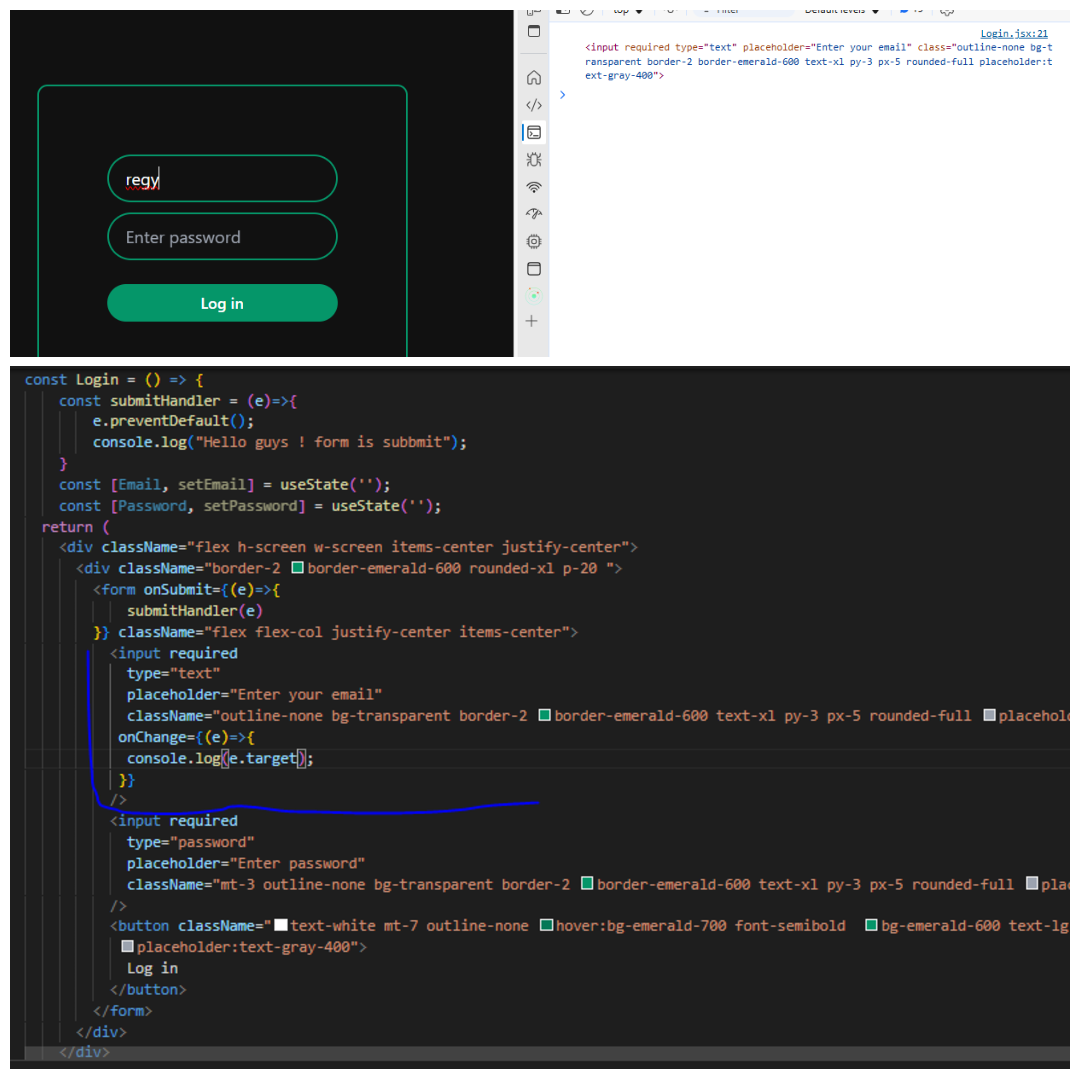 top
Filter
Default levels
Login.jsx:21
<input required type="text" placeholder="Enter your email" class="outline-none bg-t
ransparent border-2 border-emerald-600 text-xl py-3 px-5 rounded-full placeholder:t
ext-gray-400">
>
regy
Enter password
Log in
const Login = () => {
const submitHandler = (e)=>{
e.preventDefault();
console.log("Hello guys ! form is subbmit");
}
const [Email, setEmail] = useState('');
const [Password, setPassword] = useState('');
return (
<div className="flex h-screen w-screen items-center justify-center">
<div className="border-2 border-emerald-600 rounded-xl p-20 ">
<form onSubmit={(e)=>{
submitHandler(e)
}} className="flex flex-col justify-center items-center">
<input required
type="text"
placeholder="Enter your email"
className="outline-none bg-transparent border-2 border-emerald-600 text-xl py-3 px-5 rounded-full placehol
onChange={(e)=>{
console.log(e.target);
}}
/>
<input required
type="password"
placeholder="Enter password"
className="mt-3 outline-none bg-transparent border-2 border-emerald-600 text-xl py-3 px-5 rounded-full pla
/>
<button className="text-white mt-7 outline-none hover:bg-emerald-700 font-semibold bg-emerald-600 text-lg
placeholder:text-gray-400">
Log in
</button>
</form>
</div>
</div>